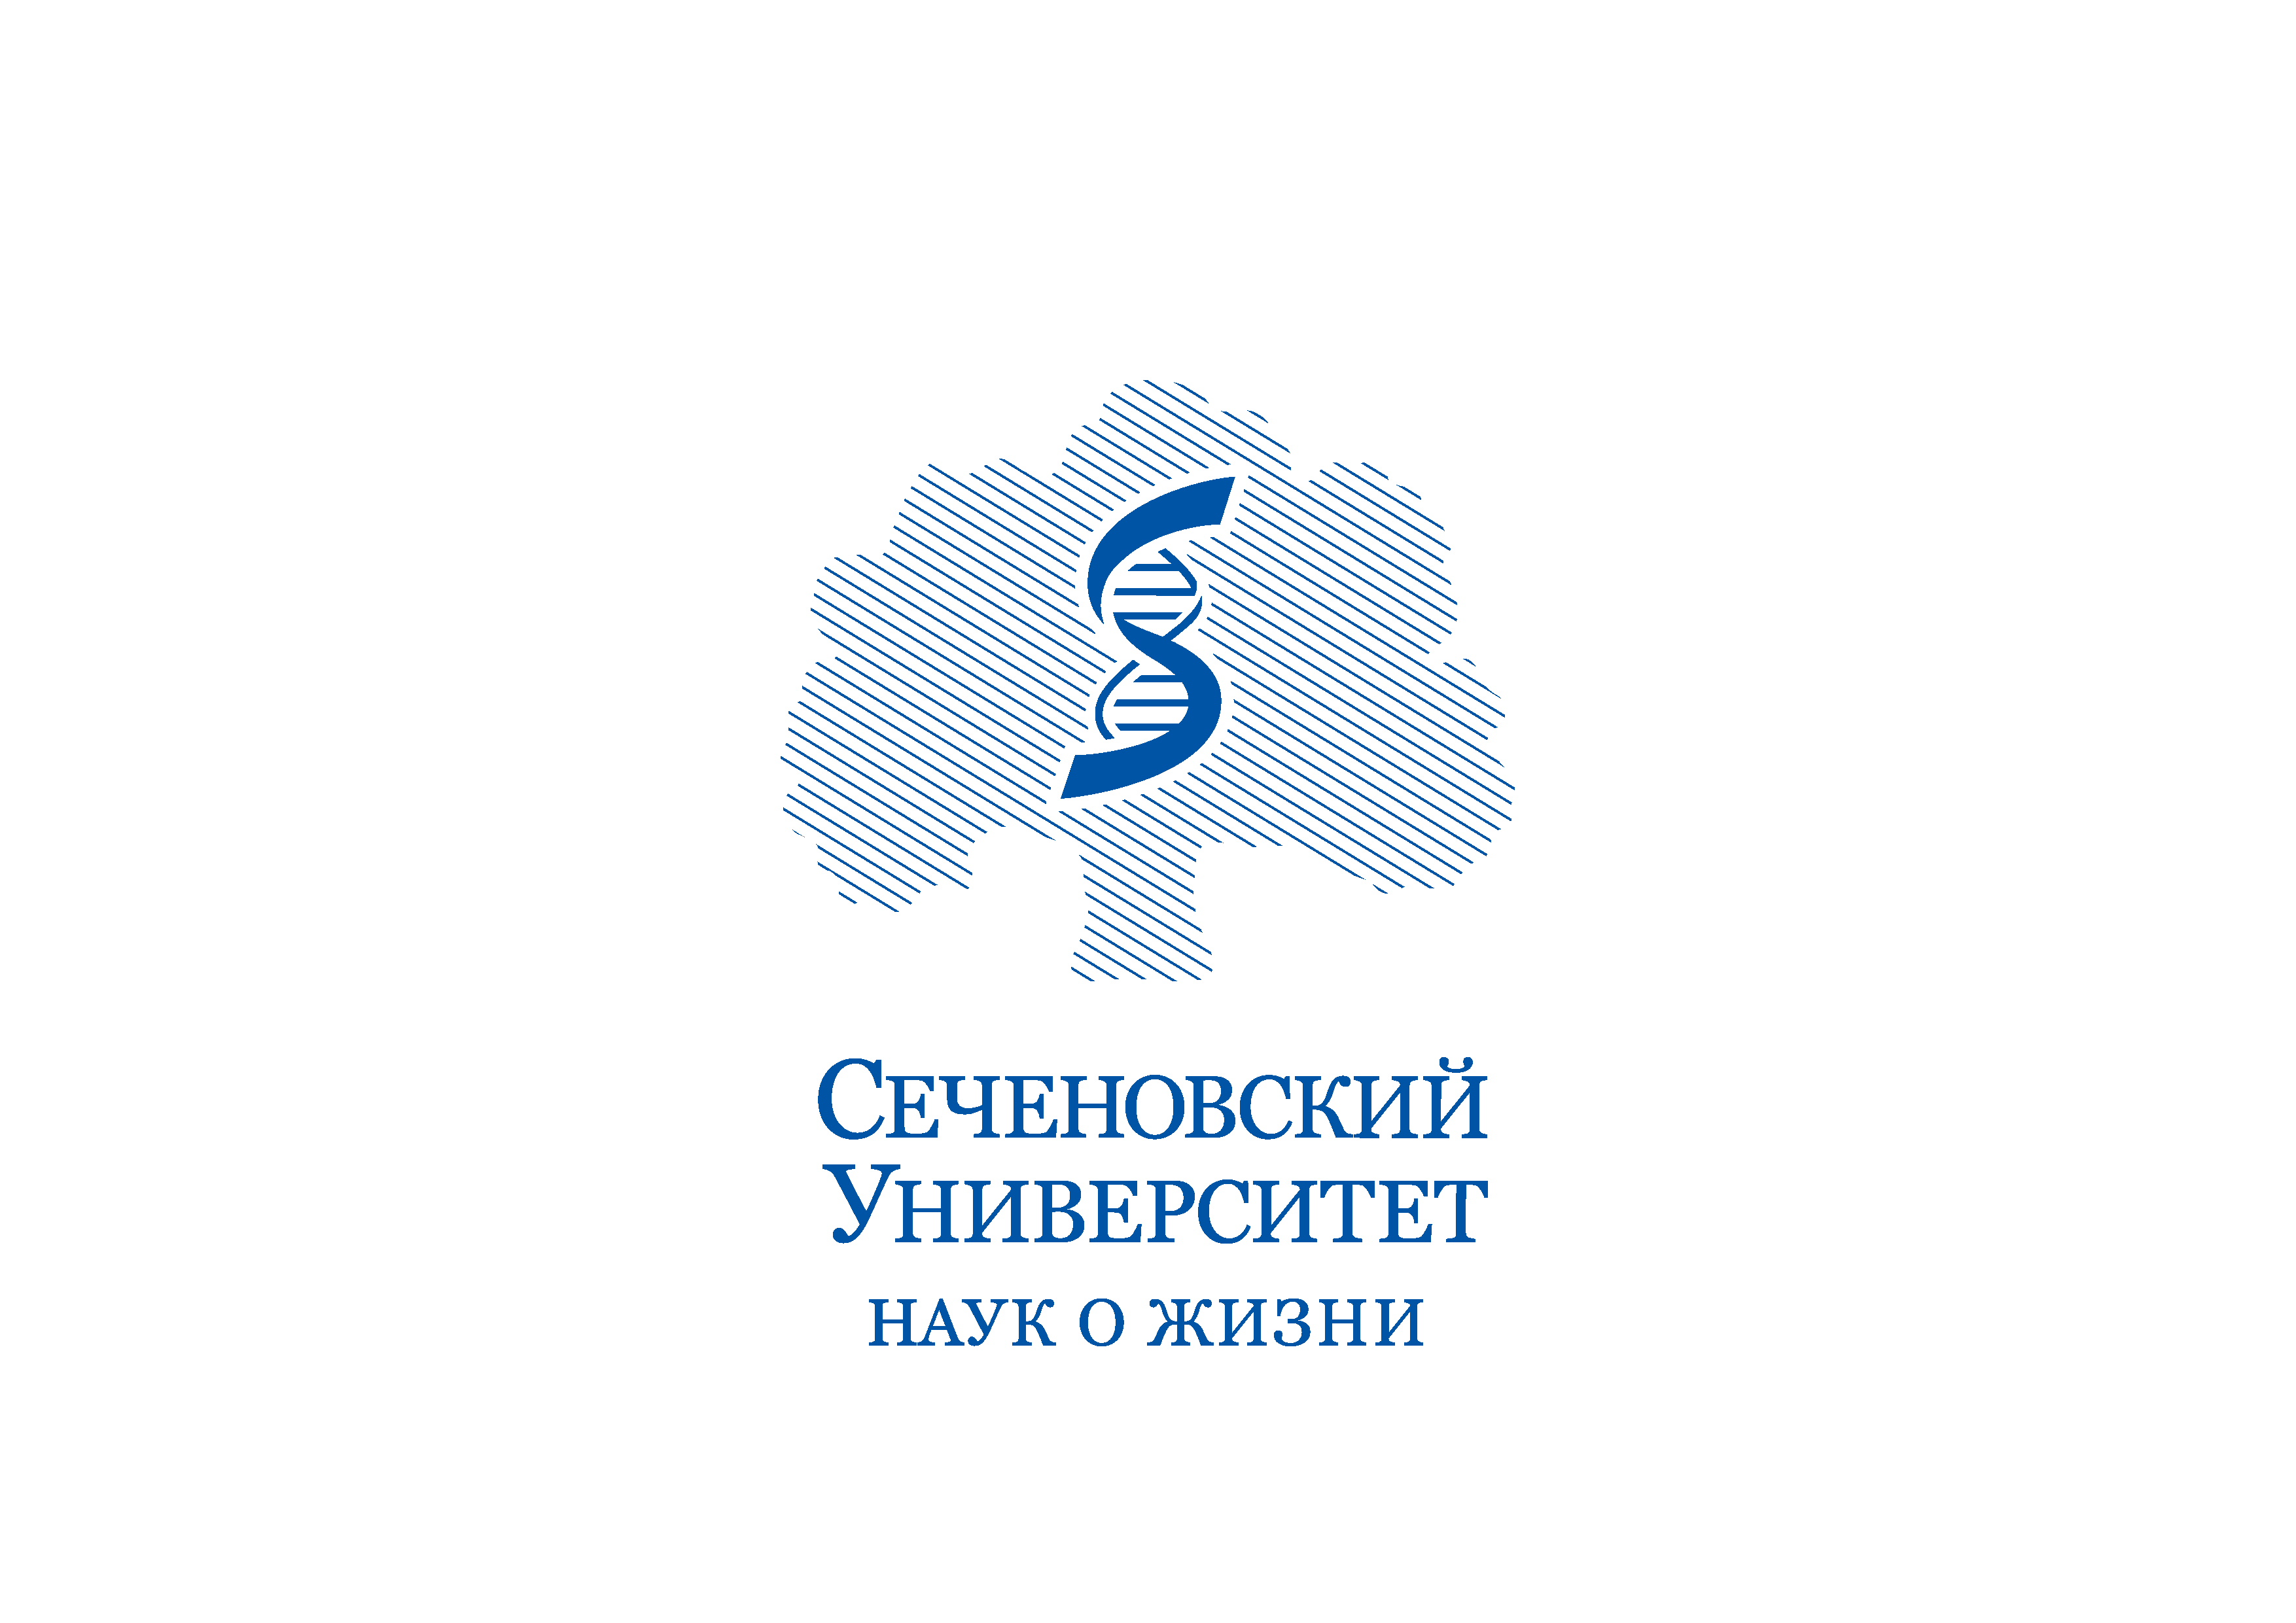 Сеченовский
Университет
наук о жизни